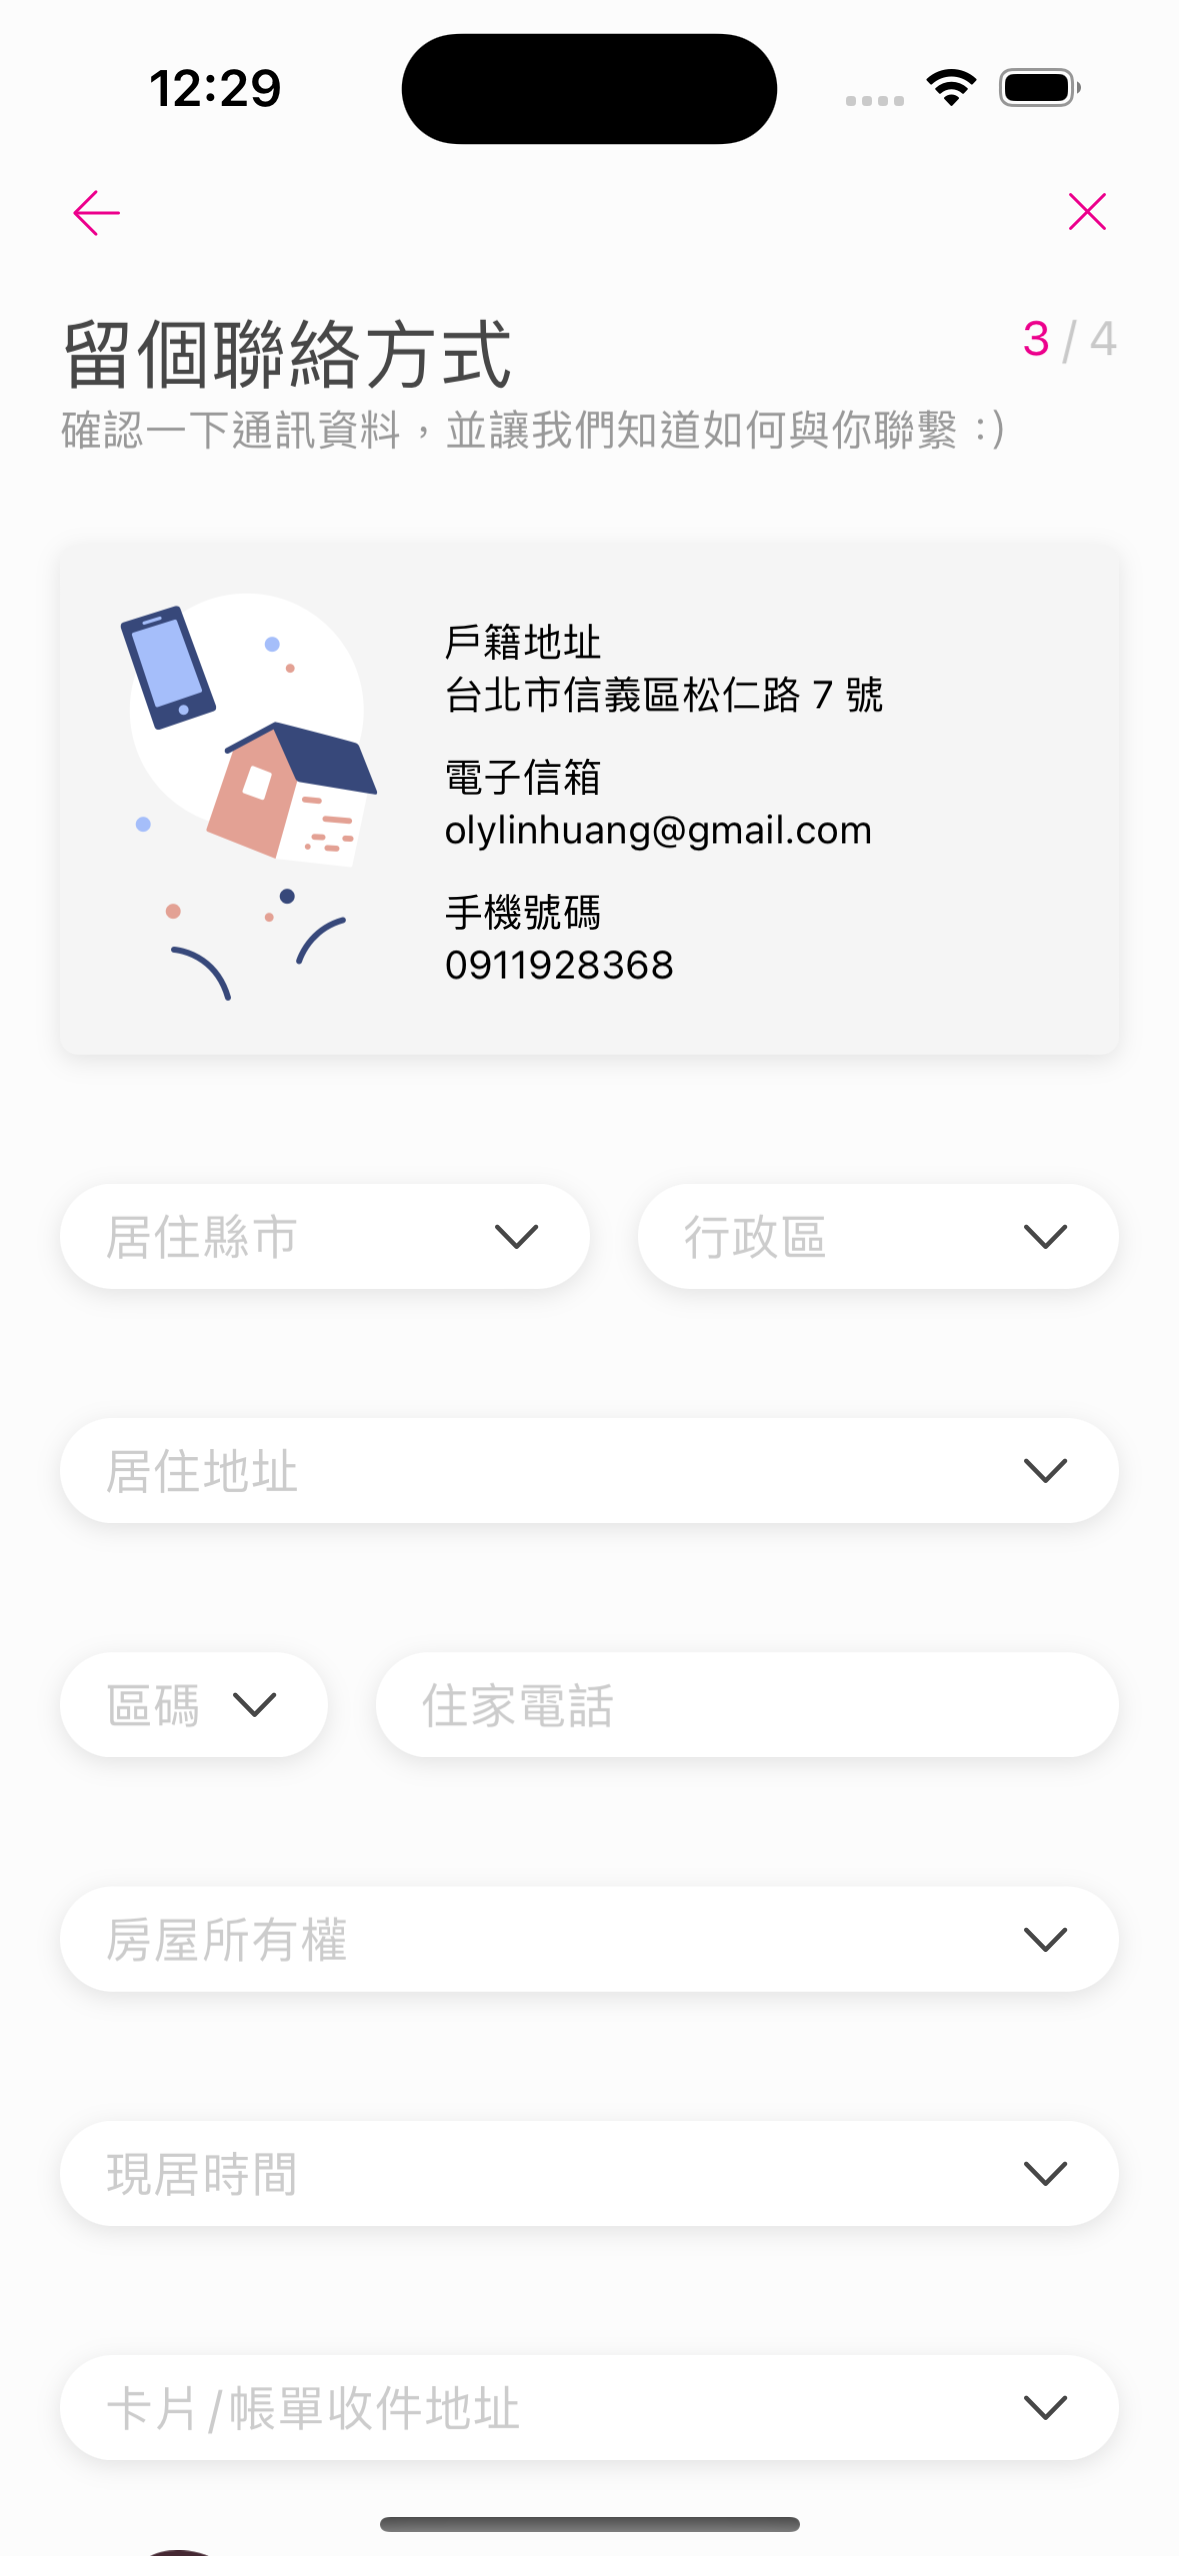 12:29
留個聯絡方式
3 / 4
確認一下通訊資料，並讓我們知道如何與你聯繫 :)
戶籍地址
台北市信義區松仁路 7 號
電子信箱
olylinhuang@gmail.com
手機號碼
0911928368
居住縣市
行政區
居住地址
區碼
住家電話
房屋所有權
現居時間
卡片/帳單收件地址